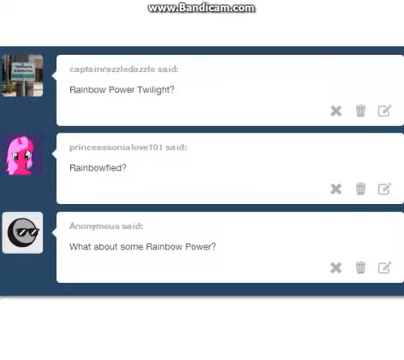 www.Bandicam.com
captainrazzledazzle said:
Rainbow Power Twilight?
princesssonialove101 said:
Rainbowfied?
Anonymous said:
What about some Rainbow Power?